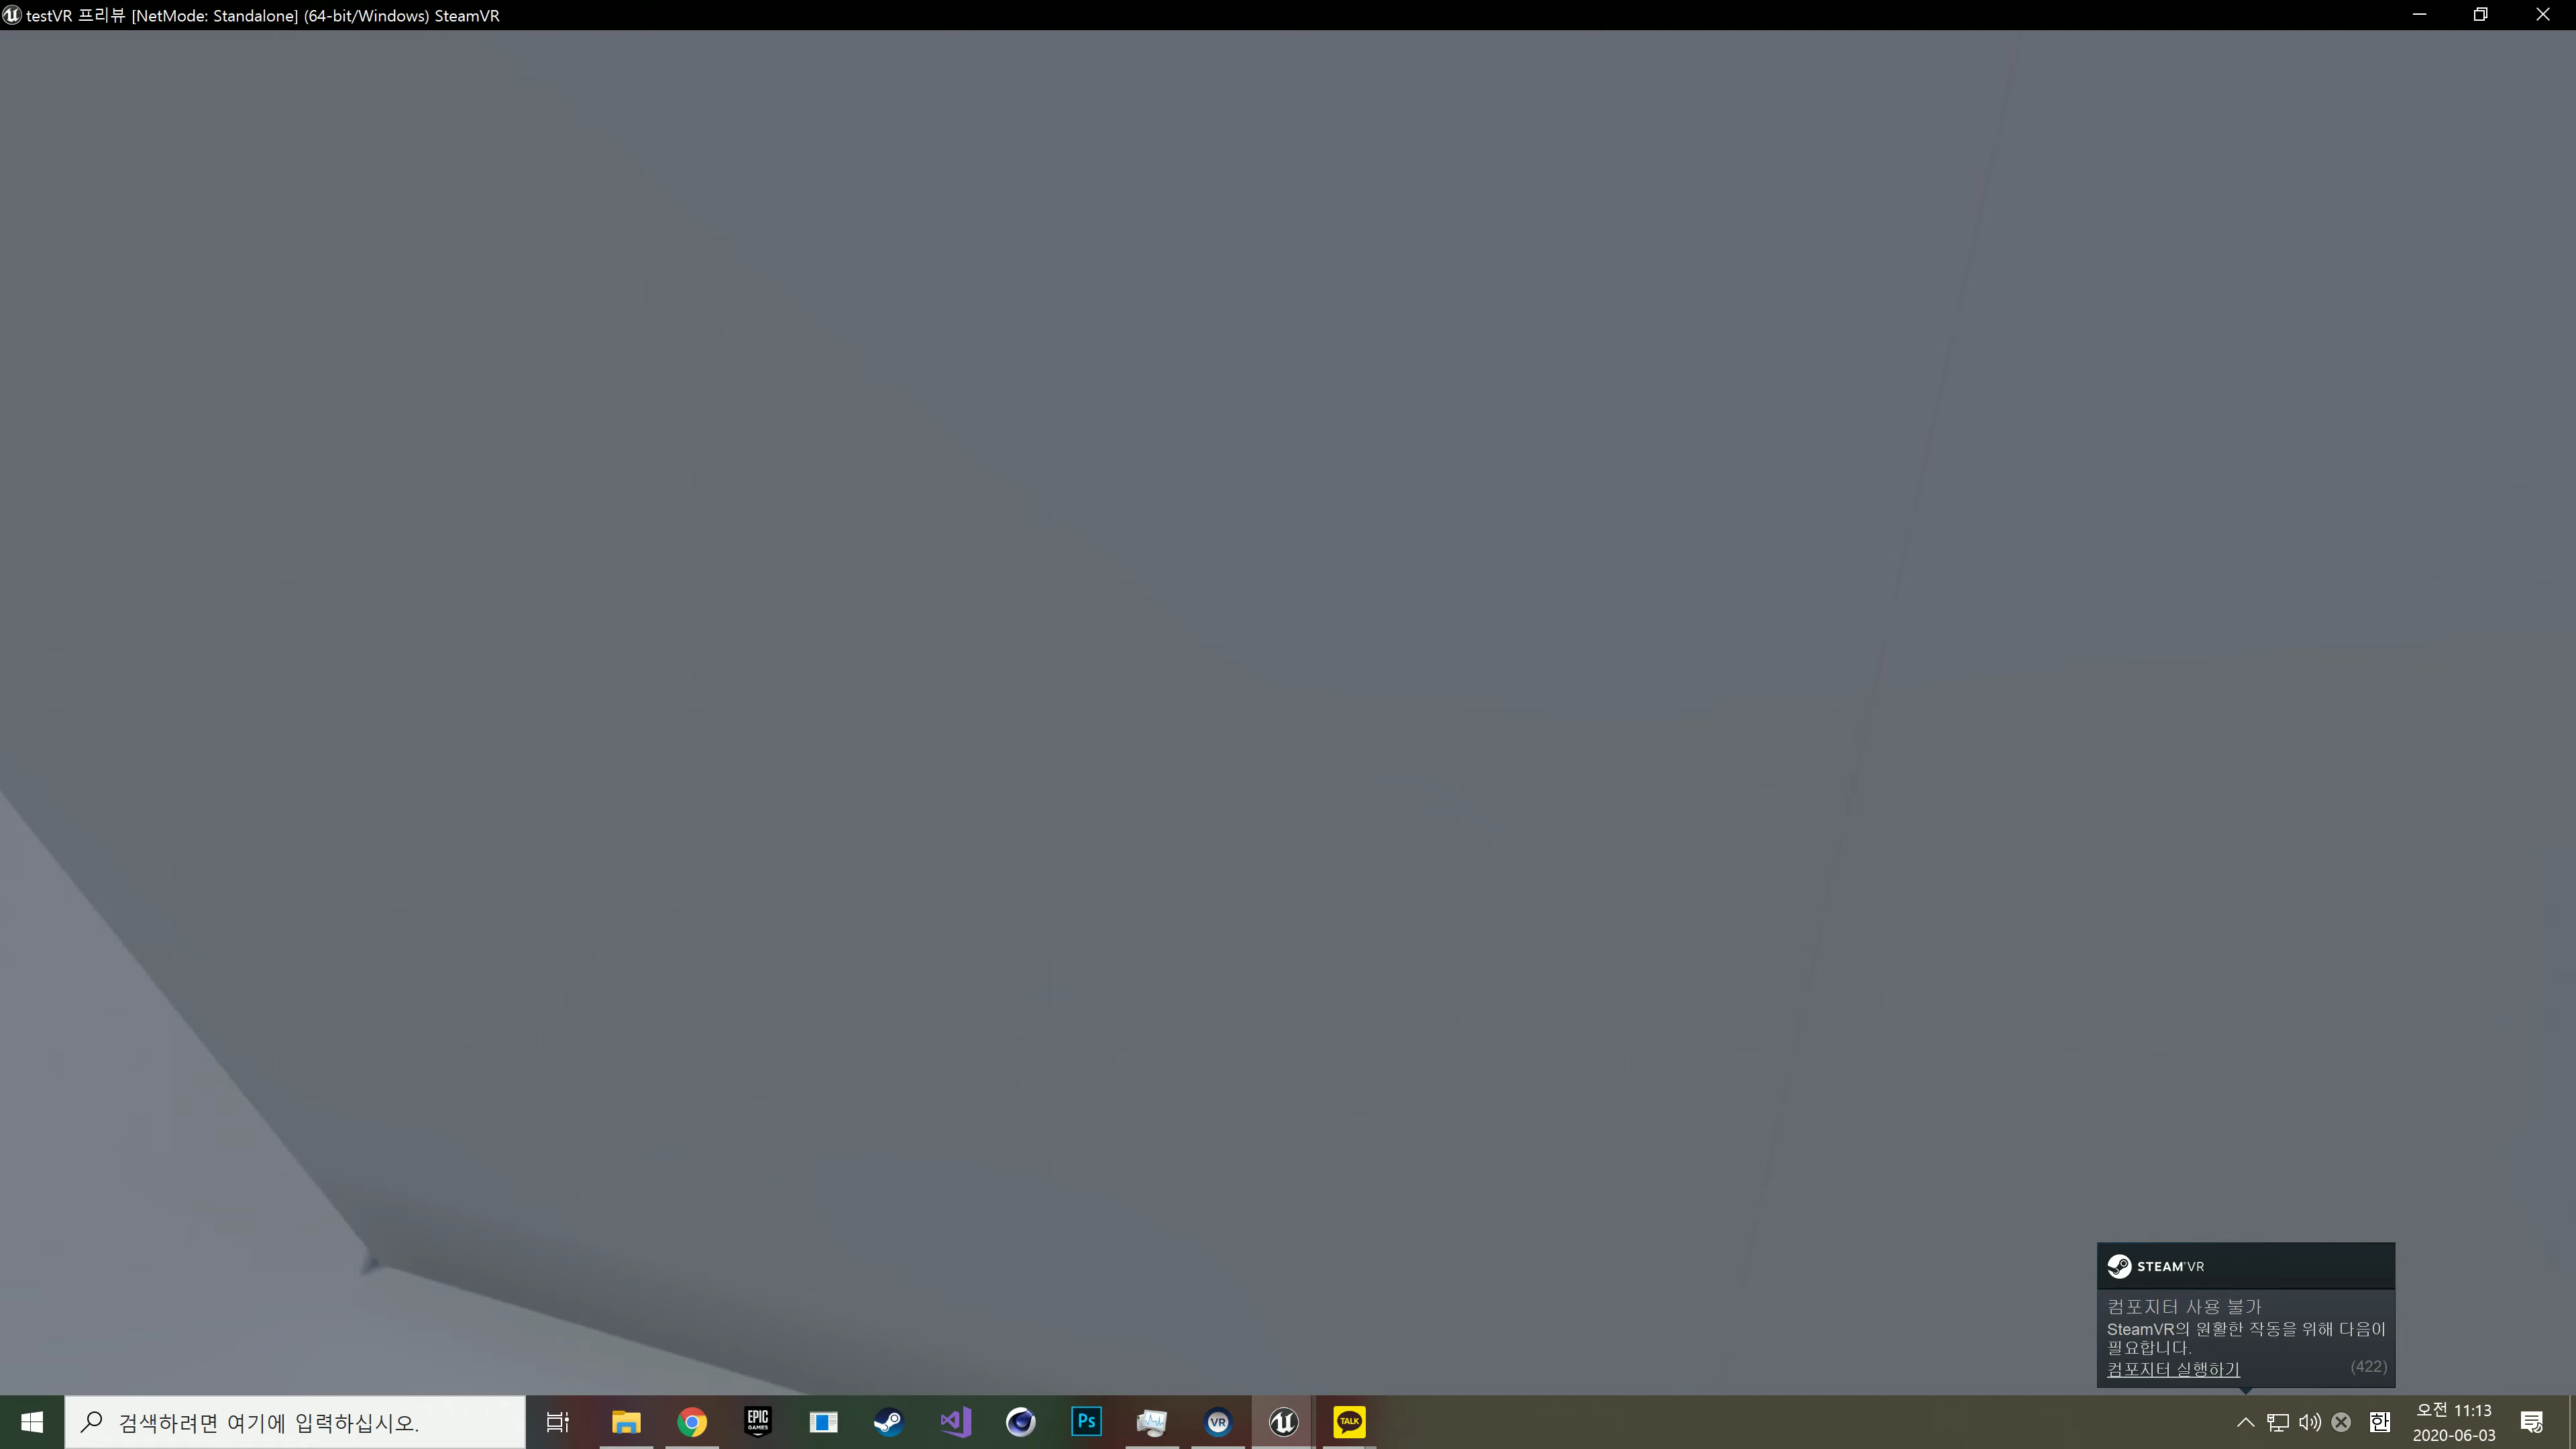 testVR 프리뷰 [NetMode: Standalone] (64-bit/Windows) SteamVR
STEAM VR
컴포지터 사용 불가
SteamVR의 원활한 작동을 위해 다음이
필요합니다.
컴포지터 실행하기 (422)
검색하려면 여기에 입력하십시오.
EPIC
GAMES
Ps
VR
TALK
한
오전 11:13
2020-06-03